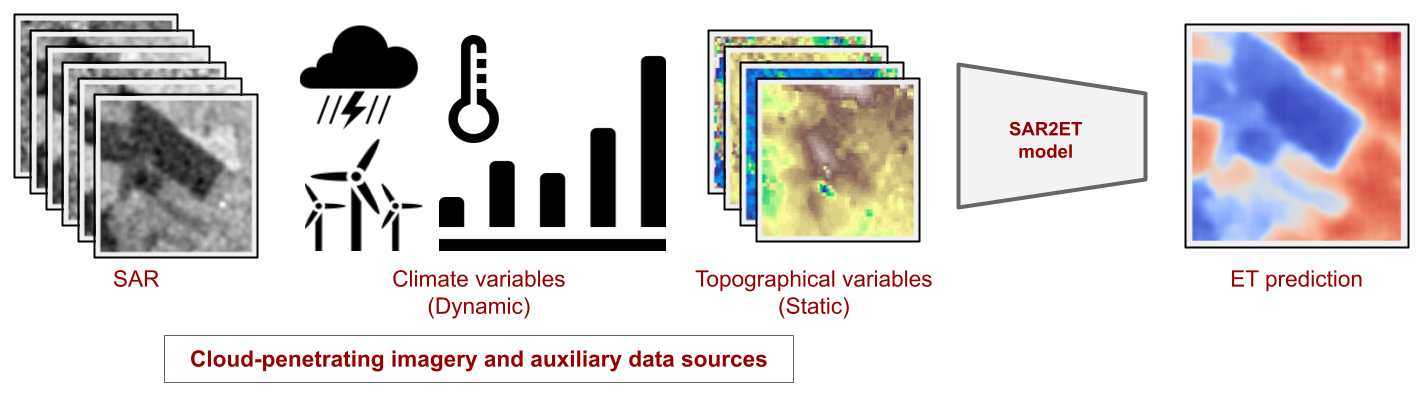 SAR2ET
model
SAR
Climate variables
(Dynamic)
Topographical variables
(Static)
ET prediction
Cloud-penetrating imagery and auxiliary data sources